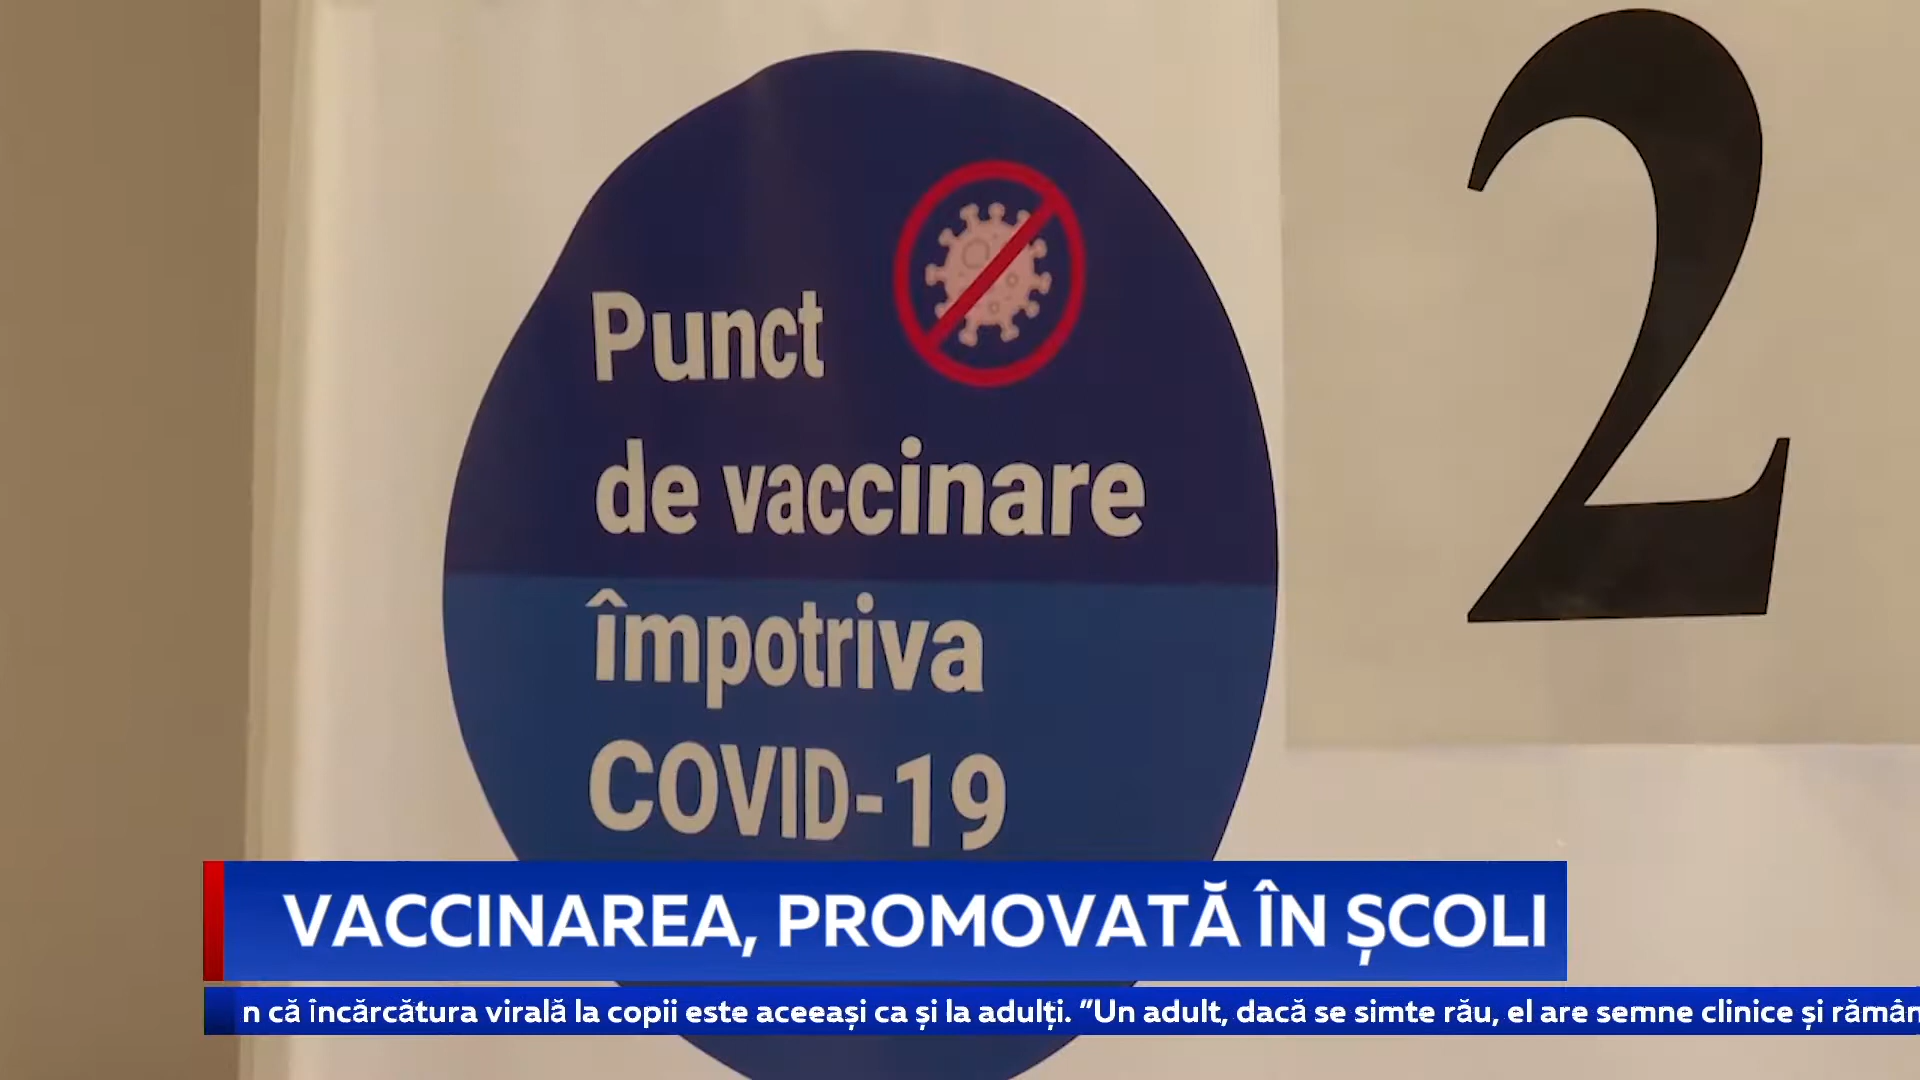 Punct
de vaccinare
împotriva
COVID-19
2
VACCINAREA, PROMOVATĂ ÎN ȘCOLI
că încărcătura virală la copii este aceeași ca și la adulți. ”Un adult, dacă se simte rău, el are semne clinice și